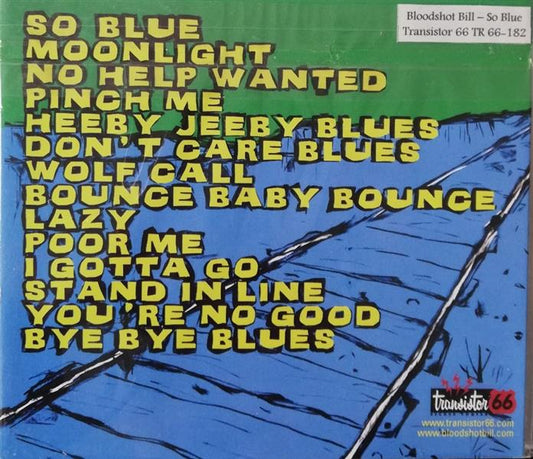 Bloodshot Bill – So Blue
Transistor 66 TR 66-182
SO BLUE
MOONLIGHT
NO HELP WANTED
PINCH ME
HEEBY JEEBY BLUES
DON'T CARE BLUES
WOLF CALL
BOUNCE BABY BOUNCE
LAZY
POOR ME
I GOTTA GO
STAND IN LINE
YOU'RE NO GOOD
BYE BYE BLUES
transistor 66
www.transistor66.com
www.bloodshotbill.com